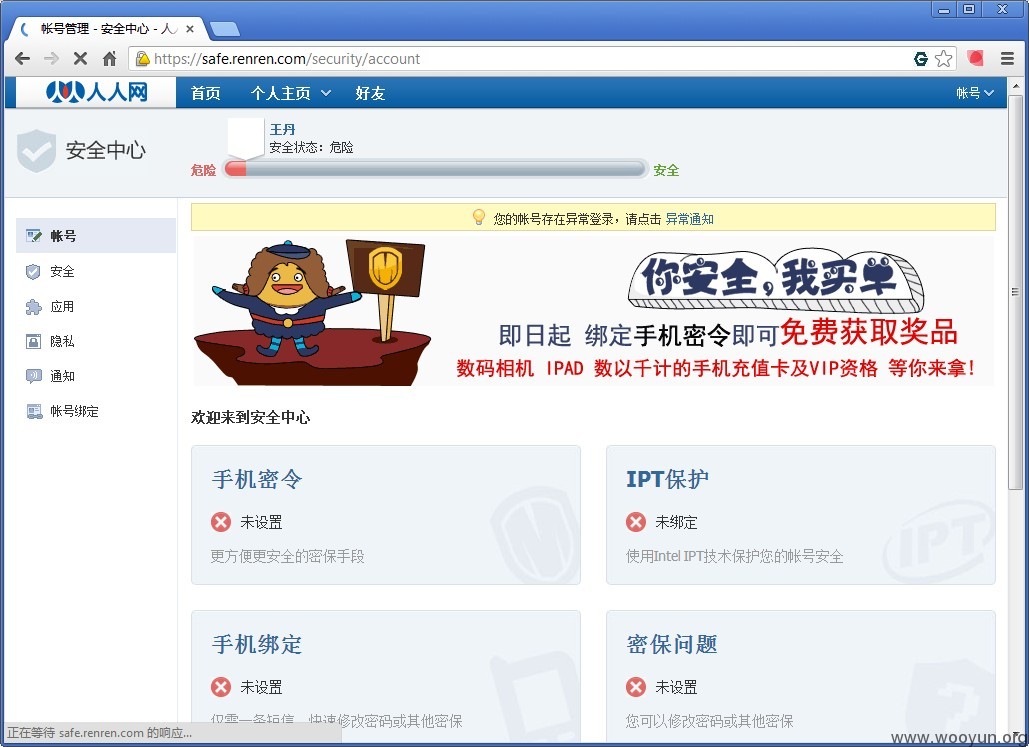 帐号管理 - 安全中心 - 人
https://safe.renren.com/security/account
人人网 首页 个人主页 好友 帐号
安全中心
王丹
安全状态：危险
危险 安全
您的帐号存在异常登录，请点击 异常通知
帐号
安全
应用
隐私
通知
帐号绑定
你安全,我买单
即日起 绑定手机密令即可免费获取奖品
数码相机 IPAD 数以千计的手机充值卡及VIP资格 等你来拿!
欢迎来到安全中心
手机密令
未设置
更方便更安全的密保手段
IPT保护
未绑定
使用Intel IPT技术保护您的帐号安全
IPT
手机绑定
未设置
仅需一条短信，快速修改密码或其他密保
密保问题
未设置
您可以修改密码或其他密保
正在等待 safe.renren.com 的响应...
www.wooyun.org